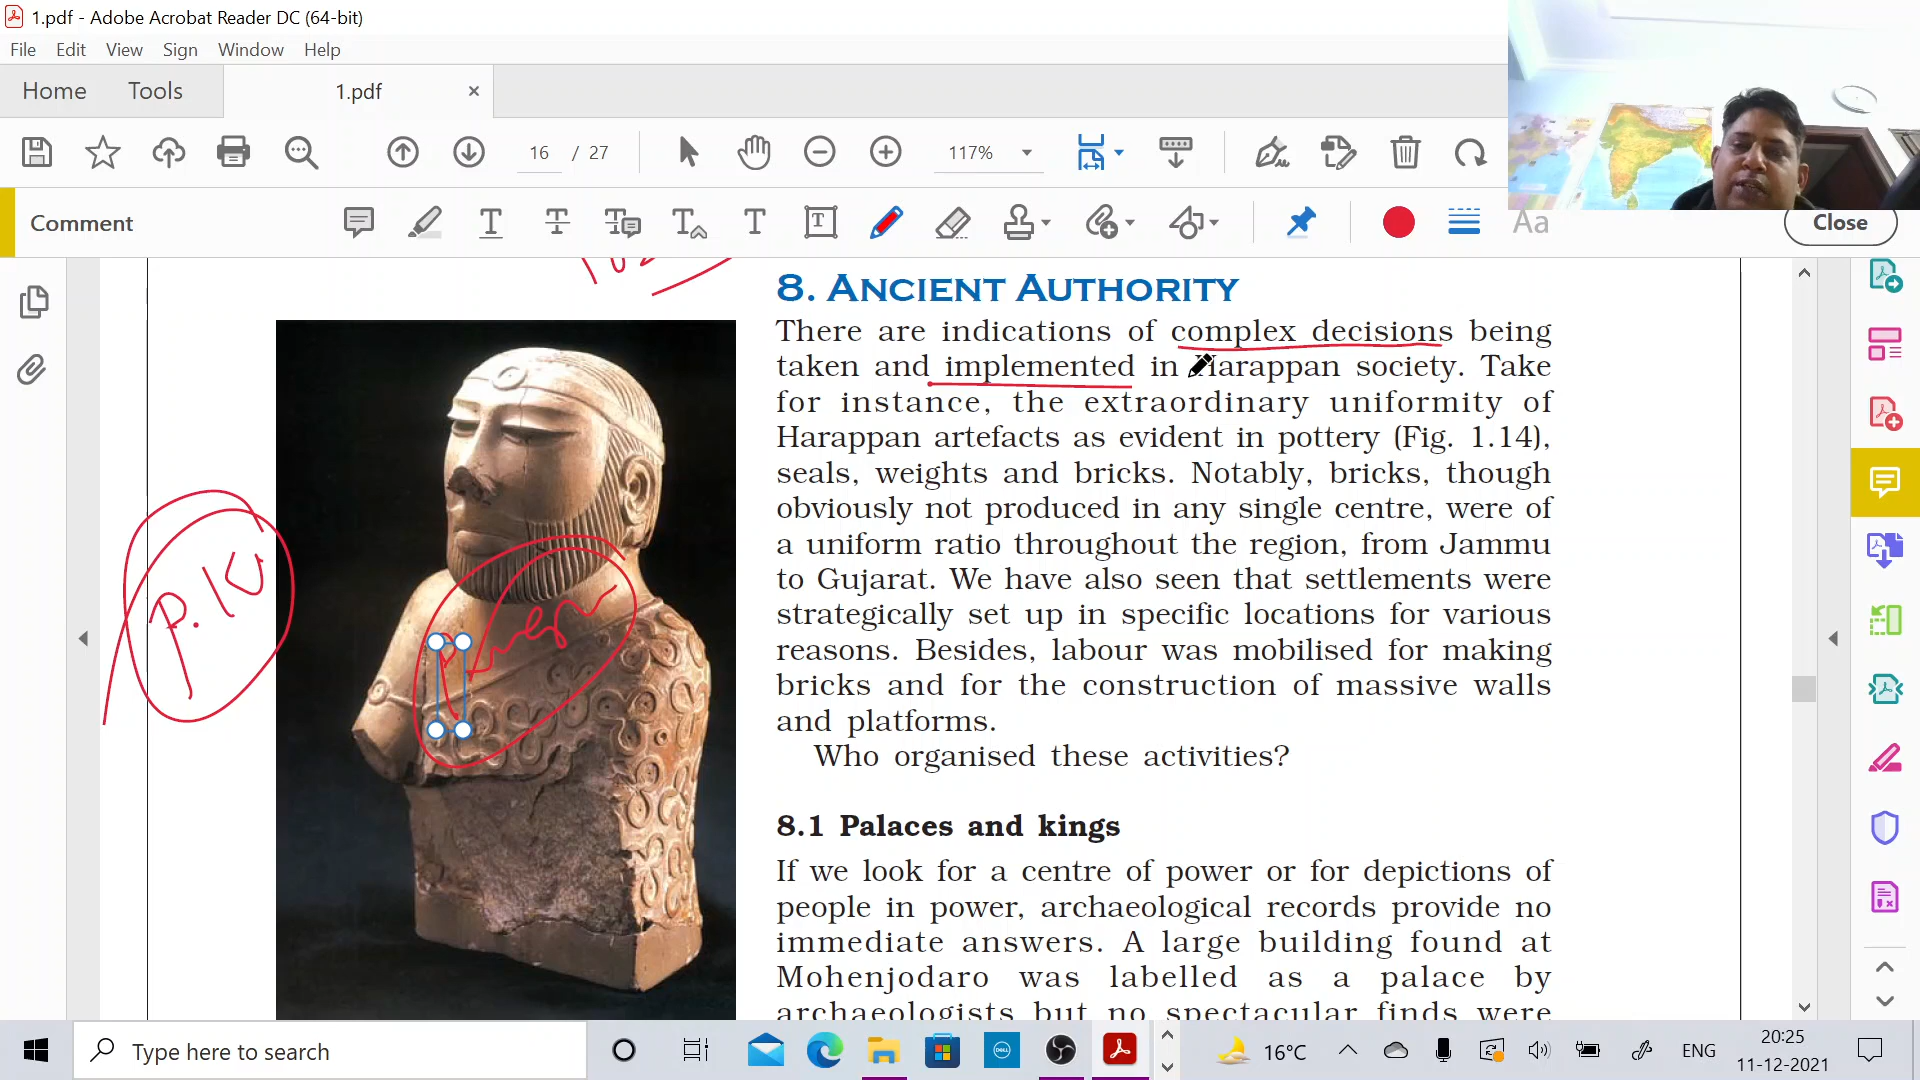 1.pdf - Adobe Acrobat Reader DC (64-bit)
File Edit View Sign Window Help
Home Tools 1.pdf ×
16 / 27 117%
Comment Aa Close
8. ANCIENT AUTHORITY
There are indications of complex decisions being
taken and implemented in Harappan society. Take
for instance, the extraordinary uniformity of
Harappan artefacts as evident in pottery (Fig. 1.14),
seals, weights and bricks. Notably, bricks, though
obviously not produced in any single centre, were of
a uniform ratio throughout the region, from Jammu
to Gujarat. We have also seen that settlements were
strategically set up in specific locations for various
reasons. Besides, labour was mobilised for making
bricks and for the construction of massive walls
and platforms.
Who organised these activities?
8.1 Palaces and kings
If we look for a centre of power or for depictions of
people in power, archaeological records provide no
immediate answers. A large building found at
Mohenjodaro was labelled as a palace by
archaeologists but no spectacular finds were
P.K
Type here to search
16°C ENG 20:25
11-12-2021